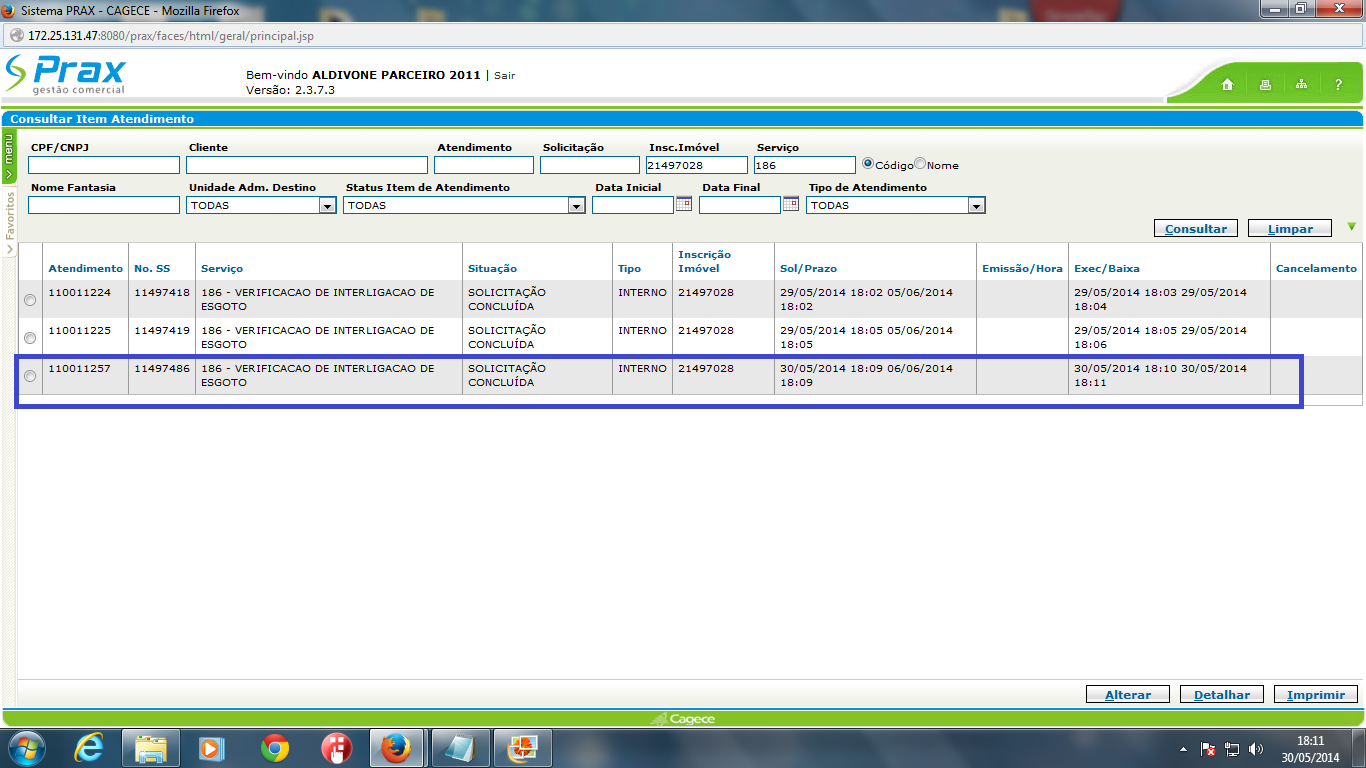 Sistema PRAX - CAGECE - Mozilla Firefox
172.25.131.47:8080/prax/faces/html/geral/principal.jsp
Prax
gestão comercial
Bem-vindo ALDIVONE PARCEIRO 2011 | Sair
Versão: 2.3.7.3
?
Consultar Item Atendimento
menu
Favoritos
CPF/CNPJ Cliente Atendimento Solicitação Insc.Imóvel Serviço
21497028 186 Código Nome
Nome Fantasia Unidade Adm. Destino Status Item de Atendimento Data Inicial Data Final Tipo de Atendimento
TODAS TODAS TODAS
Consultar Limpar
Atendimento No. SS Serviço Situação Tipo Inscrição Imóvel Sol/Prazo Emissão/Hora Exec/Baixa Cancelamento
110011224 11497418 186 - VERIFICACAO DE INTERLIGACAO DE SOLICITAÇÃO INTERNO 21497028 29/05/2014 18:02 05/06/2014 29/05/2014 18:03 29/05/2014
ESGOTO CONCLUÍDA 18:02 18:04
110011225 11497419 186 - VERIFICACAO DE INTERLIGACAO DE SOLICITAÇÃO INTERNO 21497028 29/05/2014 18:05 05/06/2014 29/05/2014 18:05 29/05/2014
ESGOTO CONCLUÍDA 18:05 18:06
110011257 11497486 186 - VERIFICACAO DE INTERLIGACAO DE SOLICITAÇÃO INTERNO 21497028 30/05/2014 18:09 06/06/2014 30/05/2014 18:10 30/05/2014
ESGOTO CONCLUÍDA 18:09 18:11
Alterar Detalhar Imprimir
Cagece
18:11
30/05/2014